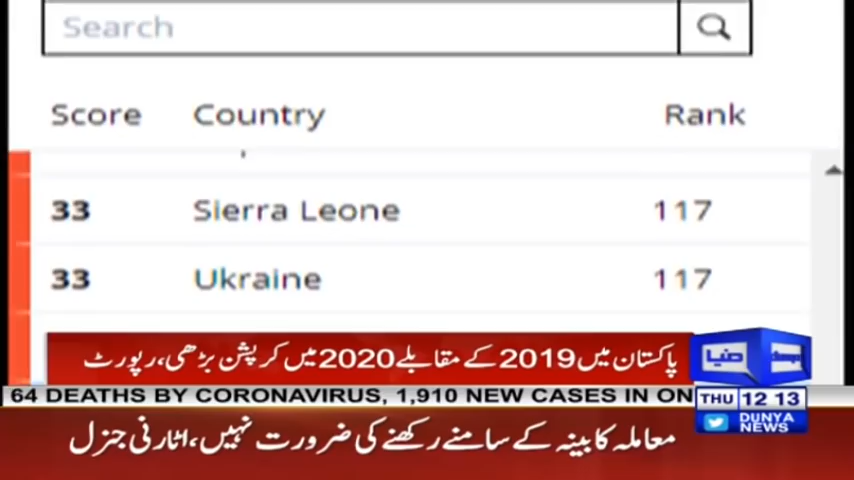 Search
Score Country Rank
33 Sierra Leone 117
33 Ukraine 117
پاکستان میں 2019 کے مقابلے 2020 میں کرپشن بڑھی، رپورٹ
دنیا
64 DEATHS BY CORONAVIRUS, 1,910 NEW CASES IN ON
THU 12 13
DUNYA NEWS
معاملہ کابینہ کے سامنے رکھنے کی ضرورت نہیں، اٹارنی جنرل